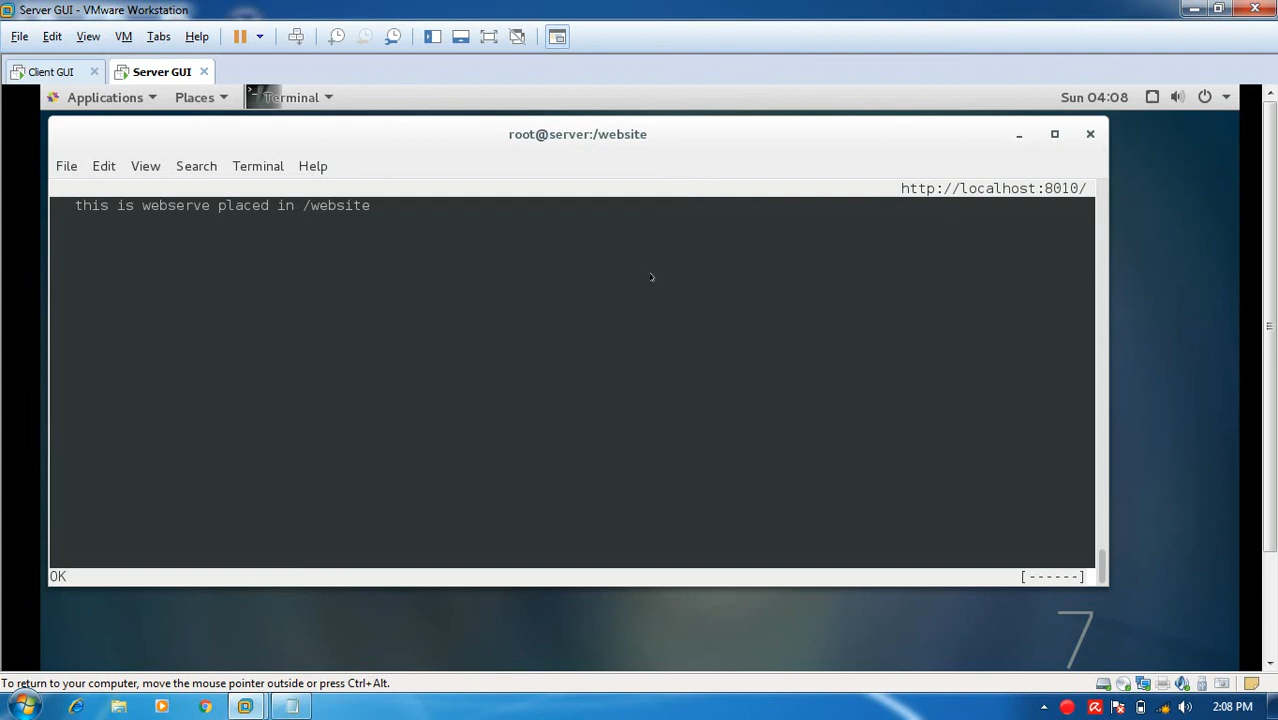 Server GUI - VMware Workstation
File Edit View VM Tabs Help
Client GUI Server GUI
Applications Places Terminal Sun 04:08
root@server:/website
File Edit View Search Terminal Help
http://localhost:8010/
this is webserve placed in /website
OK [------]
7
To return to your computer, move the mouse pointer outside or press Ctrl+Alt.
2:08 PM